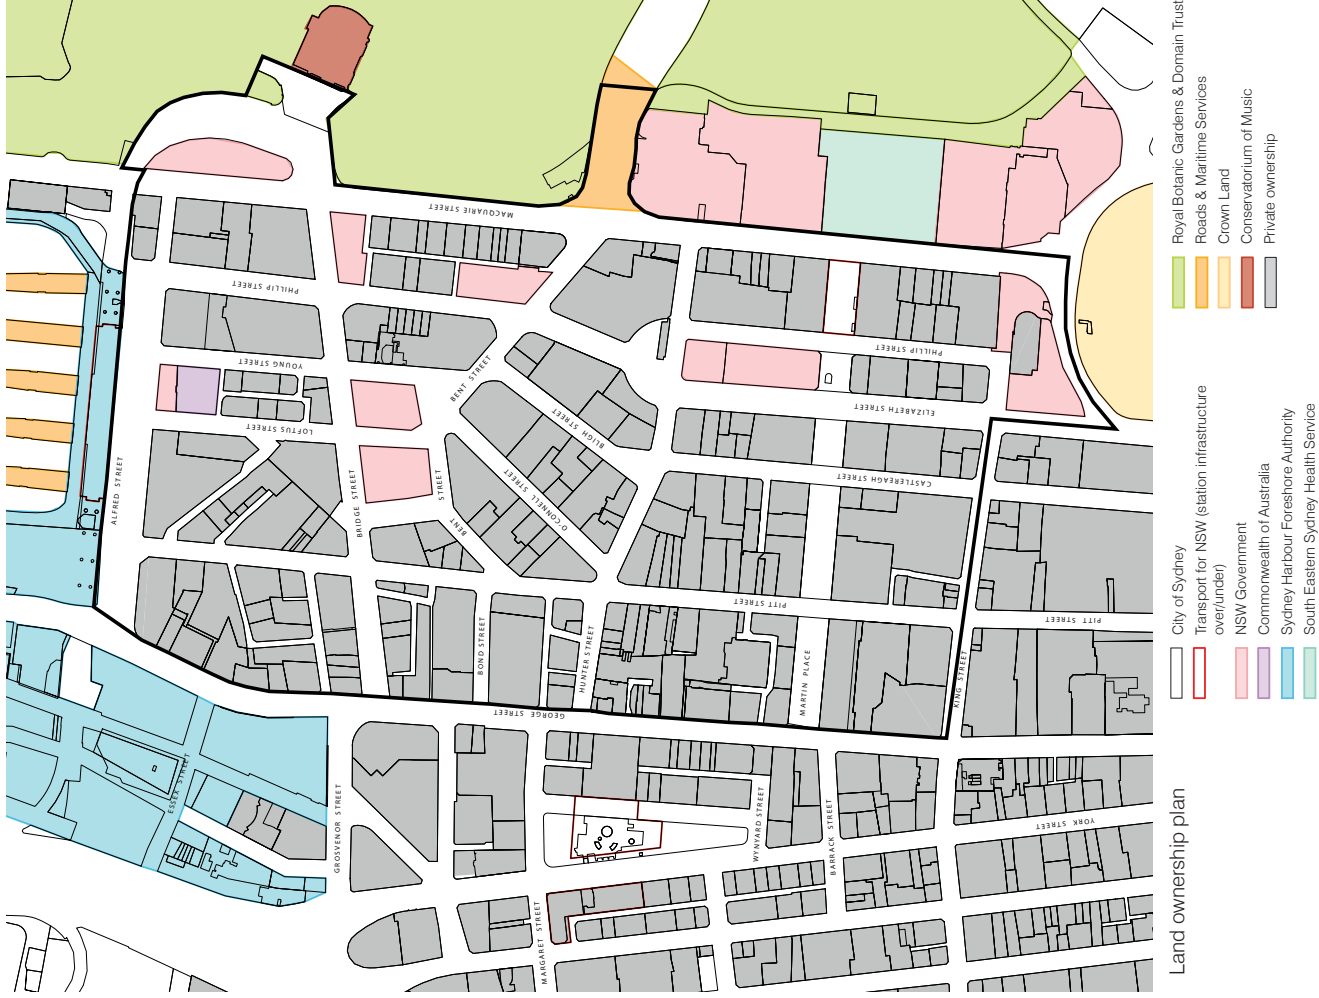 Land ownership plan
City of Sydney
Transport for NSW (station infrastructure
over/under)
NSW Government
Commonwealth of Australia
Sydney Harbour Foreshore Authority
South Eastern Sydney Health Service
Royal Botanic Gardens & Domain Trust
Roads & Maritime Services
Crown Land
Conservatorium of Music
Private ownership
MACQUARIE STREET
PHILLIP STREET
PHILLIP STREET
YOUNG STREET
BENT STREET
ELIZABETH STREET
BLIGH STREET
LOFTUS STREET
CASTLEREAGH STREET
ALFRED STREET
BRIDGE STREET
STREET
BENT
O'CONNELL STREET
PITT STREET
PITT STREET
BOND STREET
HUNTER STREET
MARTIN PLACE
KING STREET
GEORGE STREET
ESSEX STREET
GROSVENOR STREET
WYNYARD STREET
BARRACK STREET
YORK STREET
MARGARET STREET